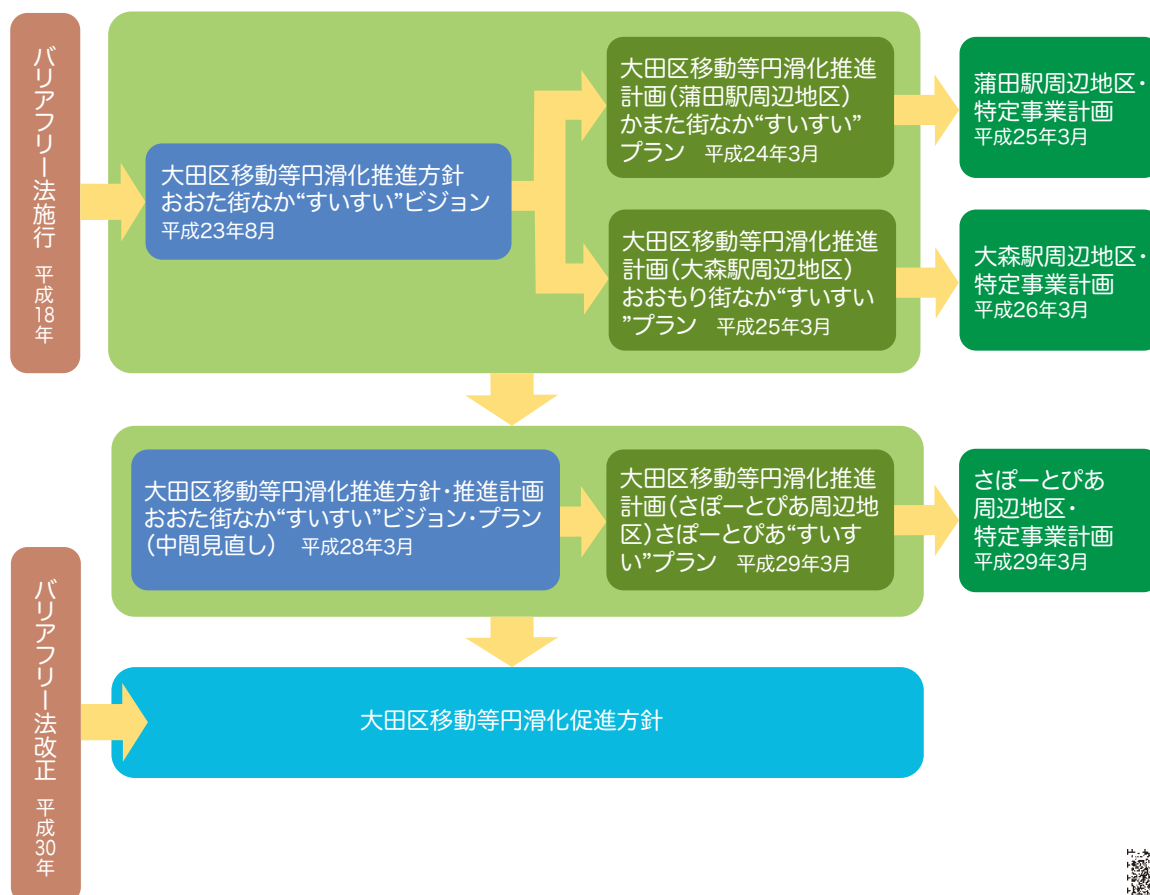 バリアフリー法施行 平成18年
大田区移動等円滑化推進方針
おおた街なか“すいすい”ビジョン
平成23年8月
大田区移動等円滑化推進
計画(蒲田駅周辺地区)
かまた街なか“すいすい”
プラン 平成24年3月
蒲田駅周辺地区・
特定事業計画
平成25年3月
大田区移動等円滑化推進
計画(大森駅周辺地区)
おおもり街なか“すいすい
”プラン 平成25年3月
大森駅周辺地区・
特定事業計画
平成26年3月
大田区移動等円滑化推進方針・推進計画
おおた街なか“すいすい”ビジョン・プラン
(中間見直し) 平成28年3月
大田区移動等円滑化推進
計画(さぽーとぴあ周辺地
区)さぽーとぴあ“すいす
い”プラン 平成29年3月
さぽーとぴあ
周辺地区・
特定事業計画
平成29年3月
バリアフリー法改正 平成30年
大田区移動等円滑化促進方針